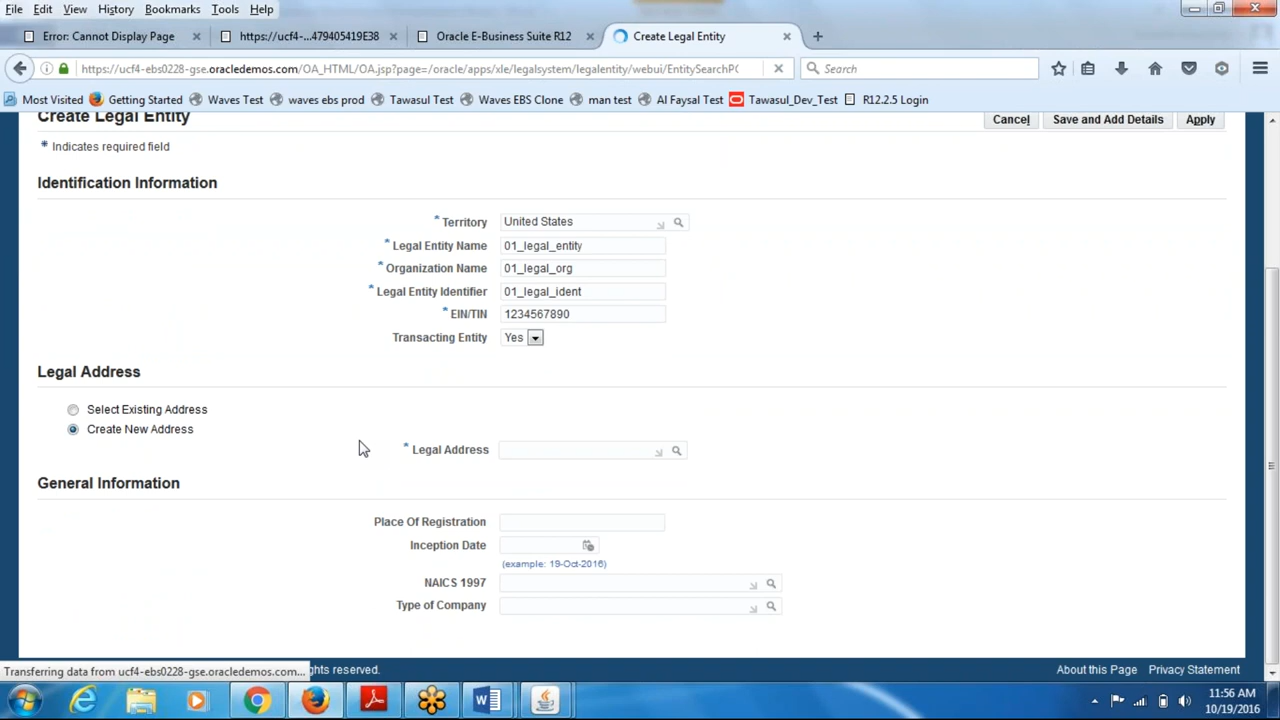 File Edit View History Bookmarks Tools Help
Error: Cannot Display Page × https://ucf4-...479405419E38 × Oracle E-Business Suite R12 × Create Legal Entity × +
https://ucf4-ebs0228-gse.oracledemos.com/OA_HTML/OA.jsp?page=/oracle/apps/xle/legalsystem/legalentity/webui/EntitySearchPC Search
Most Visited Getting Started Waves Test waves ebs prod Tawasul Test Waves EBS Clone man test Al Faysal Test Tawasul_Dev_Test R12.2.5 Login
Create Legal Entity Cancel Save and Add Details Apply
* Indicates required field
Identification Information
* Territory United States
* Legal Entity Name 01_legal_entity
* Organization Name 01_legal_org
* Legal Entity Identifier 01_legal_ident
* EIN/TIN 1234567890
Transacting Entity Yes
Legal Address
Select Existing Address
Create New Address
* Legal Address
General Information
Place Of Registration
Inception Date
(example: 19-Oct-2016)
NAICS 1997
Type of Company
Transferring data from ucf4-ebs0228-gse.oracledemos.com... ghts reserved. About this Page Privacy Statement
11:56 AM
10/19/2016